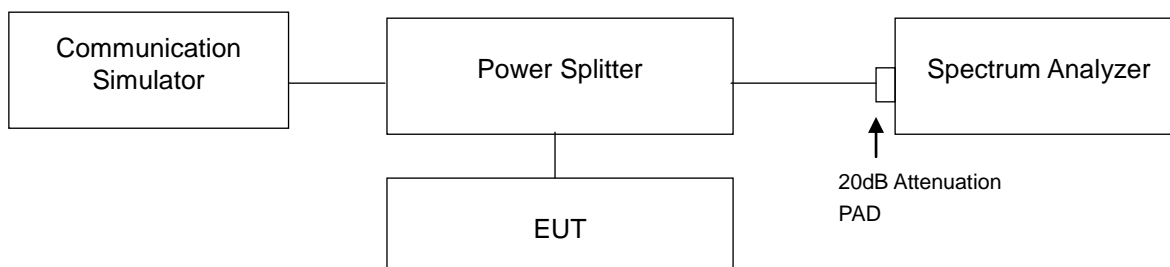 Communication
Simulator
Power Splitter
Spectrum Analyzer
20dB Attenuation
PAD
EUT